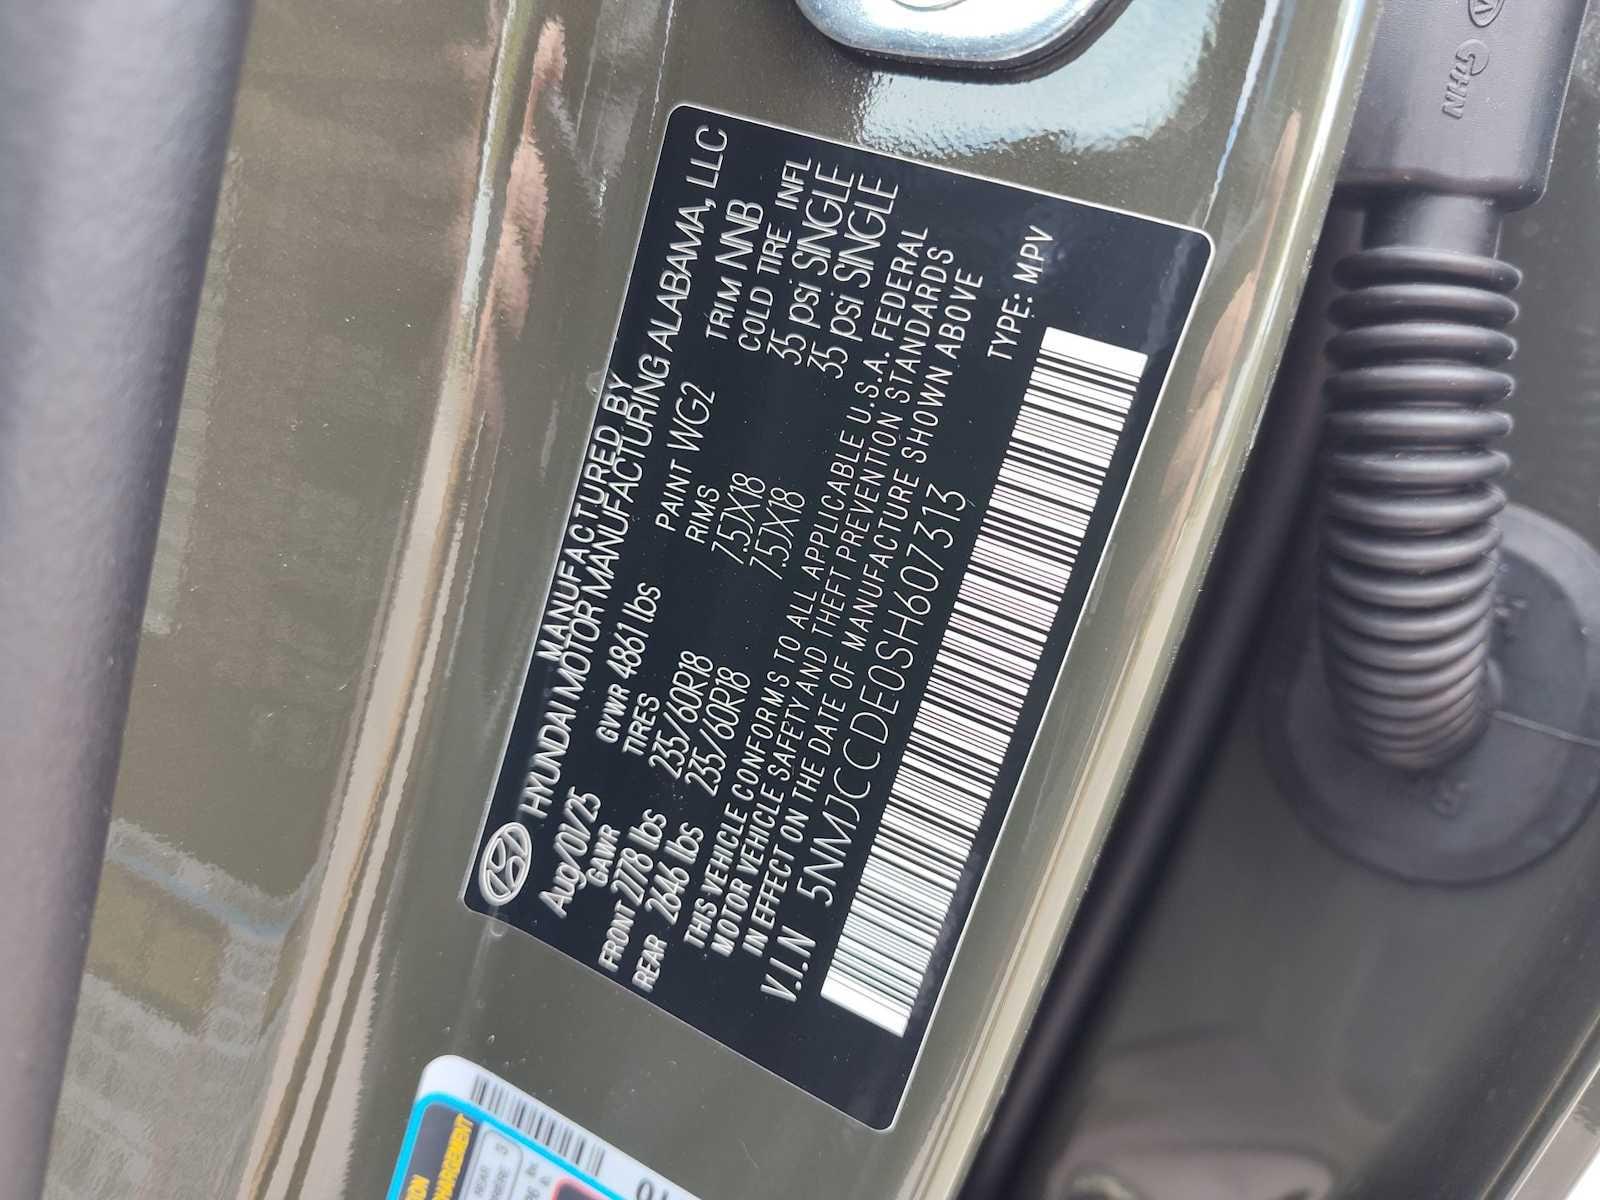 MANUFACTURED BY
HYUNDAI MOTOR MANUFACTURING ALABAMA, LLC
Aug/01/25 GVWR 4861 lbs PAINT WG2 TRIM NNB
GAWR TIRES RIMS COLD TIRE INFL
FRONT 2778 lbs 235/60R18 7.5JX18 35 psi SINGLE
REAR 2646 lbs 235/60R18 7.5JX18 35 psi SINGLE
THIS VEHICLE CONFORMS TO ALL APPLICABLE U.S.A. FEDERAL
MOTOR VEHICLE SAFETY AND THEFT PREVENTION STANDARDS
IN EFFECT ON THE DATE OF MANUFACTURE SHOWN ABOVE
V.I.N 5NMJCCDE0SH607313 TYPE: MPV
GTHN
REAR